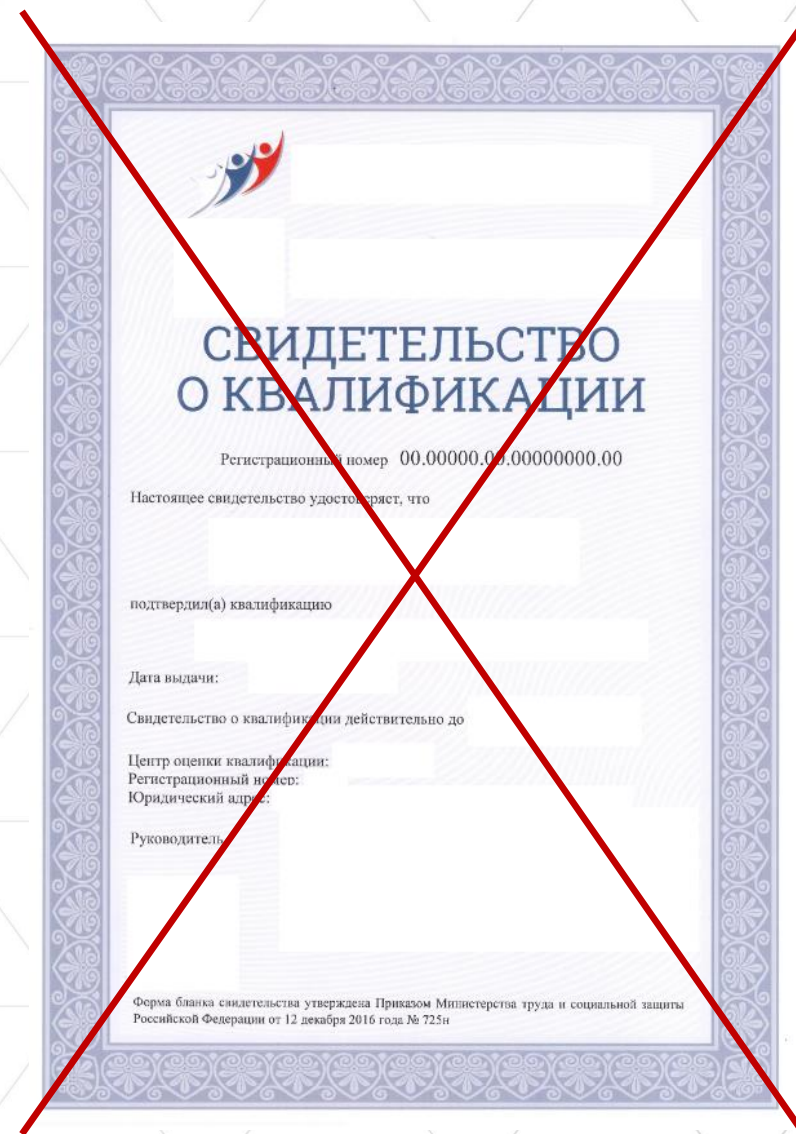 СВИДЕТЕЛЬСТВО
О КВАЛИФИКАЦИИ
Регистрационный номер 00.00000.00.00000000.00
Настоящее свидетельство удостоверяет, что
подтвердил(а) квалификацию
Дата выдачи:
Свидетельство о квалификации действительно до
Центр оценки квалификации:
Регистрационный номер:
Юридический адрес:
Руководитель
Форма бланка свидетельства утверждена Приказом Министерства труда и социальной защиты
Российской Федерации от 12 декабря 2016 года № 725н